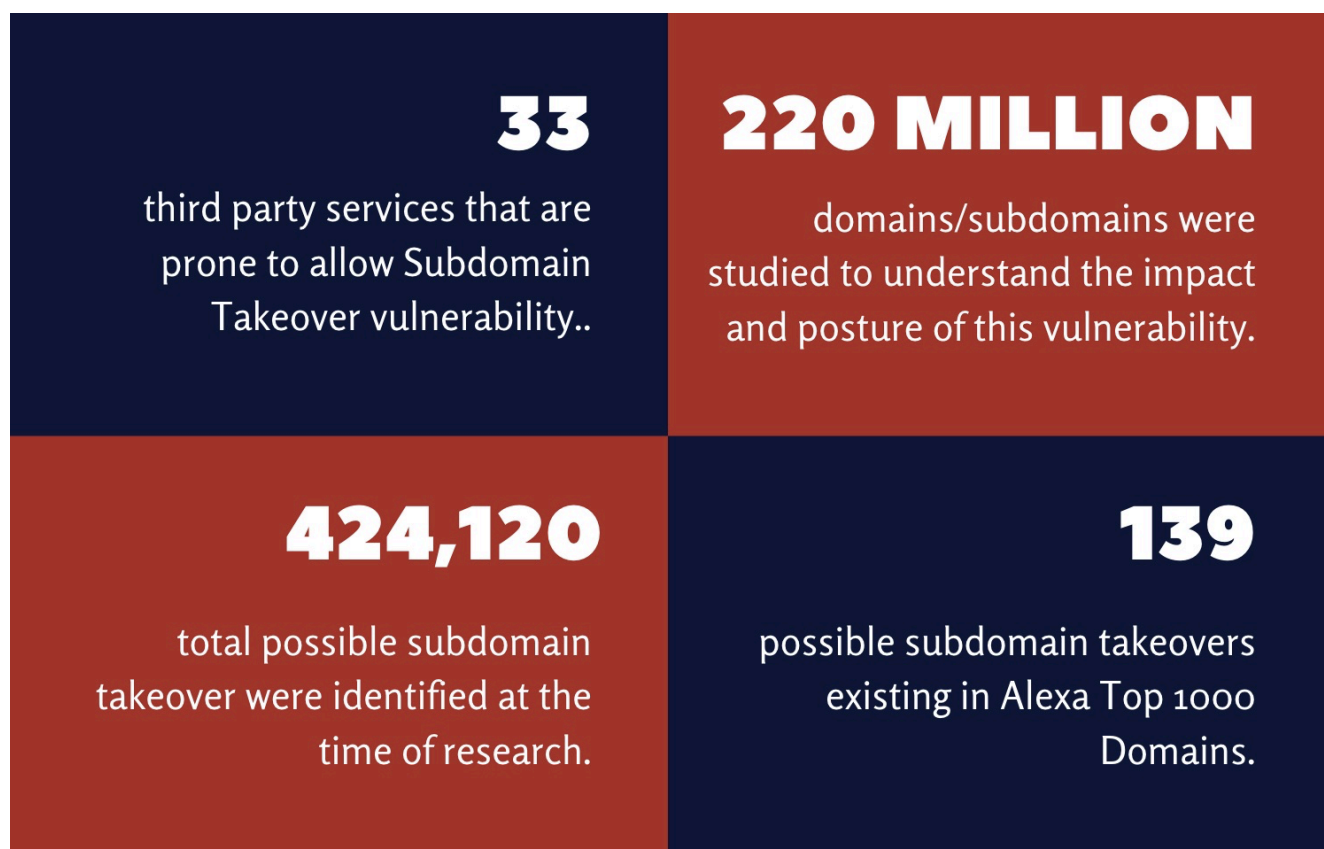 33
third party services that are
prone to allow Subdomain
Takeover vulnerability..
220 MILLION
domains/subdomains were
studied to understand the impact
and posture of this vulnerability.
424,120
total possible subdomain
takeover were identified at the
time of research.
139
possible subdomain takeovers
existing in Alexa Top 1000
Domains.